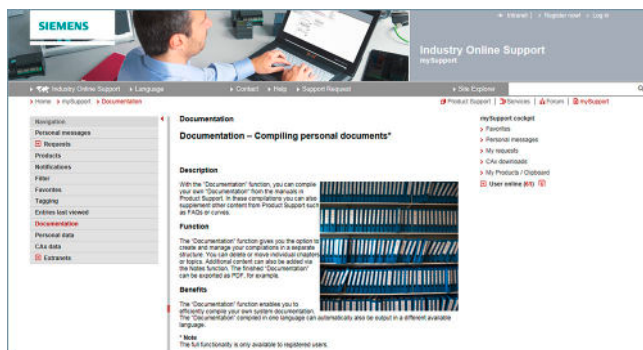 SIEMENS
Intranet | Register now! Log in
Industry Online Support
mySupport
Industry Online Support Language Contact Help Support Request Site Explorer
Home mySupport Documentation
Product Support Services Forum mySupport
Navigation
Personal messages
Requests
Products
Notifications
Filter
Favorites
Tagging
Entries last viewed
Documentation
Personal data
CAx data
Extranets
Documentation
Documentation – Compiling personal documents*
Description
With the "Documentation" function, you can compile
your own "Documentation" from the manuals in
Product Support. In these compilations you can also
supplement other content from Product Support such
as FAQs or curves.
Function
The "Documentation" function gives you the option to
create and manage your compilations in a separate
structure. You can delete or move individual chapters
or topics. Additional content can also be added via
the Notes function. The finished "Documentation"
can be exported as PDF, for example.
Benefits
The "Documentation" function enables you to
efficiently compile your own system documentation.
The "Documentation" compiled in one language can automatically also be output in a different available
language.
* Note
The full functionality is only available to registered users.
mySupport cockpit
Favorites
Personal messages
My requests
CAx downloads
My Products / Clipboard
User online (61)